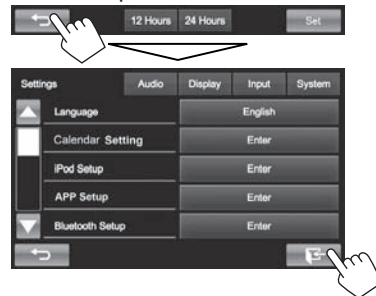 12 Hours 24 Hours Set
Settings Audio Display Input System
Language English
Calendar Setting Enter
iPod Setup Enter
APP Setup Enter
Bluetooth Setup Enter